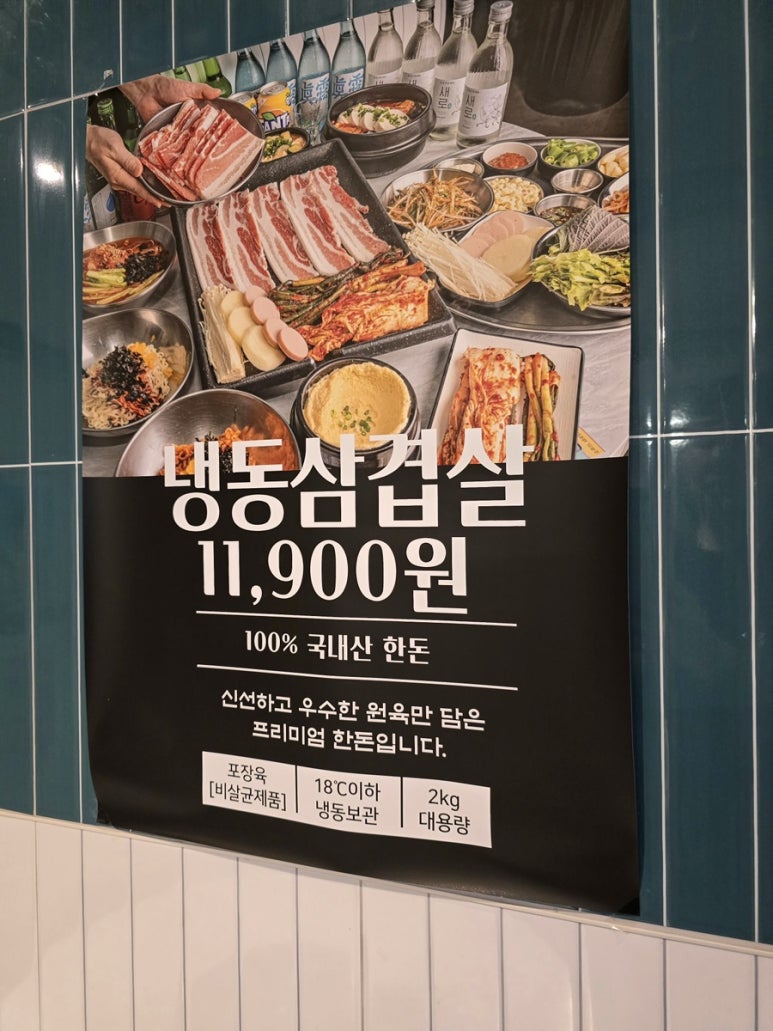 FANTA
새로
냉동삼겹살
11,900원
100% 국내산 한돈
신선하고 우수한 원육만 담은
프리미엄 한돈입니다.
포장육
[비살균제품]
18℃이하
냉동보관
2kg
대용량